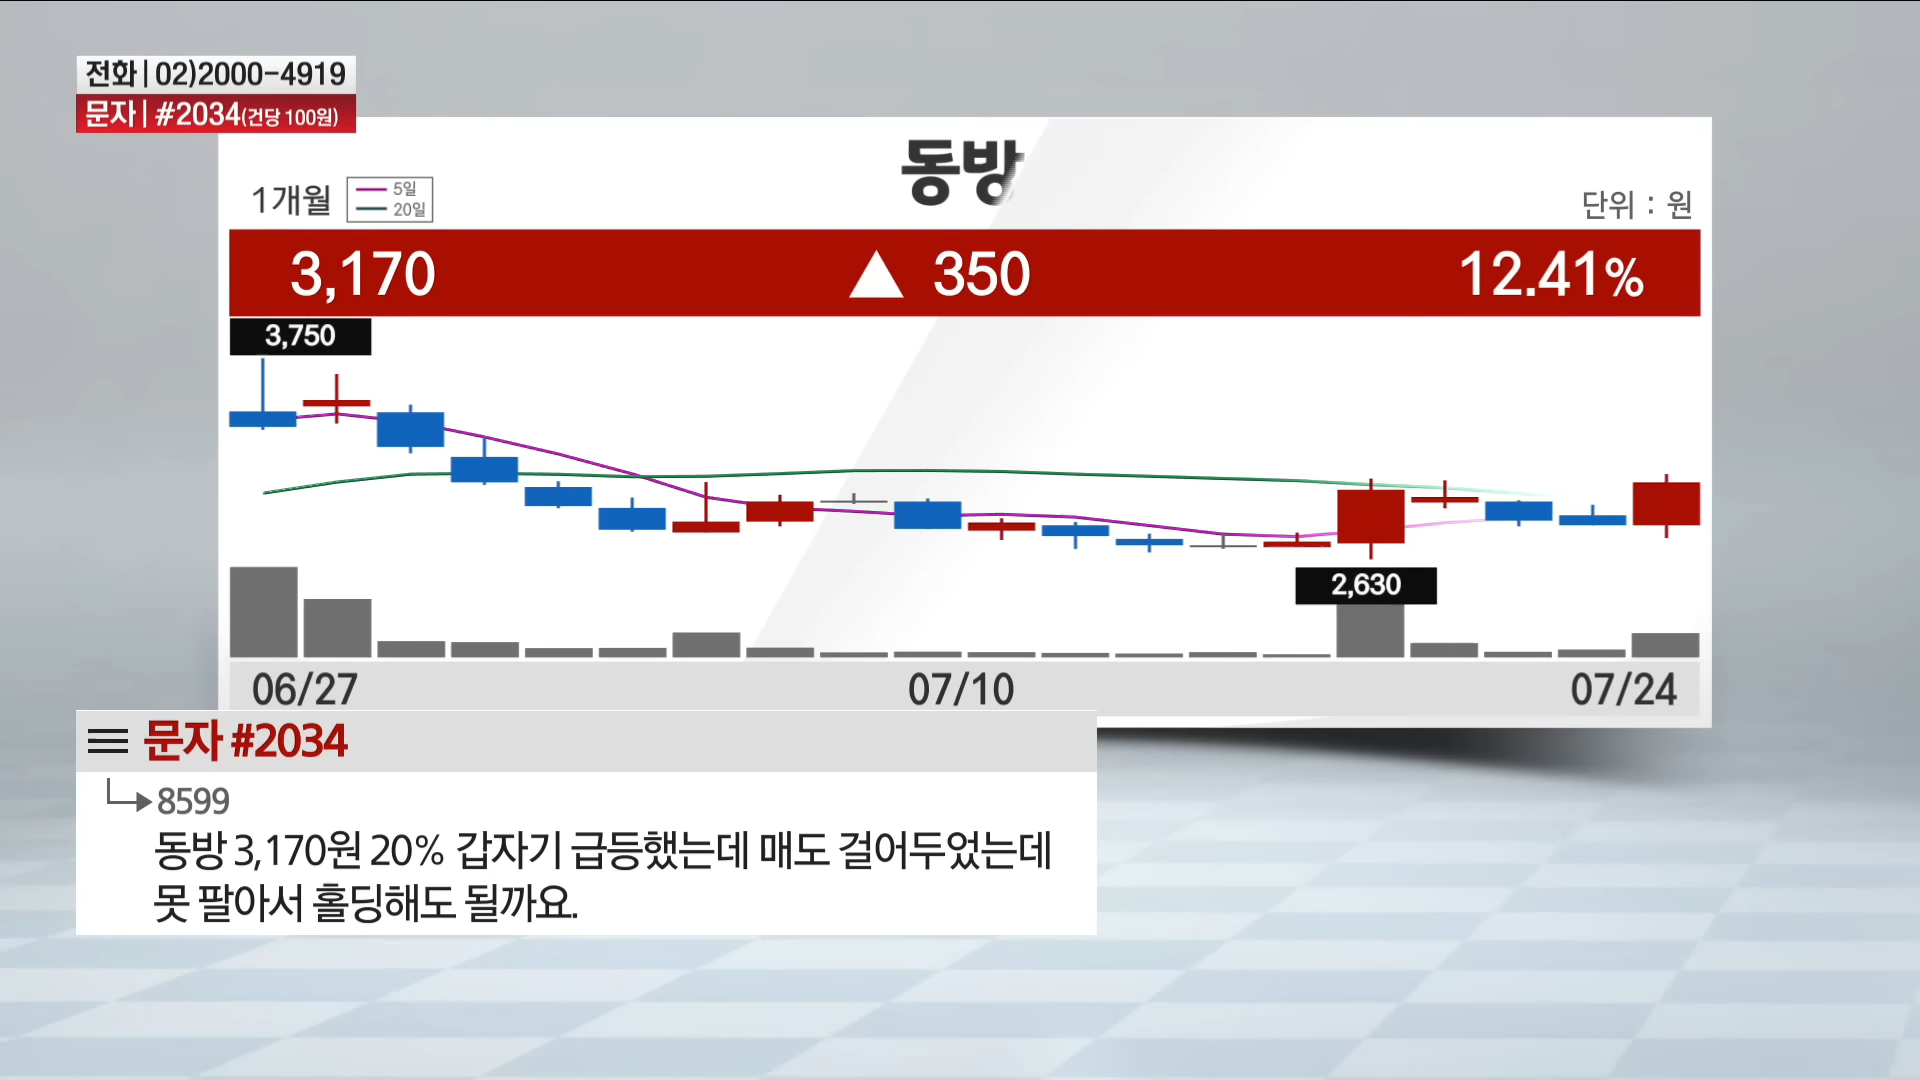 전화 | 02)2000-4919
문자 | #2034(건당 100원)
동방
1개월
5일
20일
단위 : 원
3,170 ▲ 350 12.41%
3,750
2,630
06/27 07/10 07/24
문자 #2034
8599
동방 3,170원 20% 갑자기 급등했는데 매도 걸어두었는데
못 팔아서 홀딩해도 될까요.